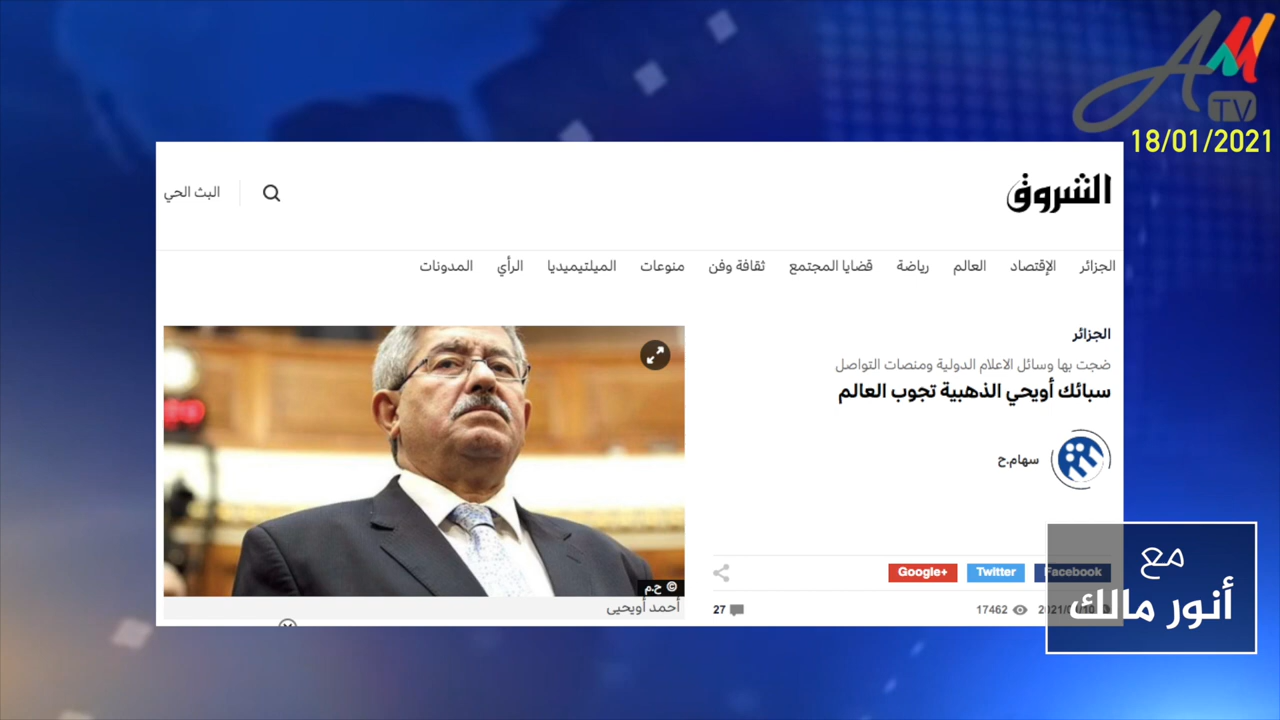 AM
TV
18/01/2021
الشروق
البث الحي
الجزائر الإقتصاد العالم رياضة قضايا المجتمع ثقافة وفن منوعات الميلتيميديا الرأي المدونات
الجزائر
ضجت بها وسائل الاعلام الدولية ومنصات التواصل
سبائك أويحي الذهبية تجوب العالم
سهام.ح
Facebook Twitter Google+
17462
27
© ح.م
أحمد أويحيى
مع
أنور مالك